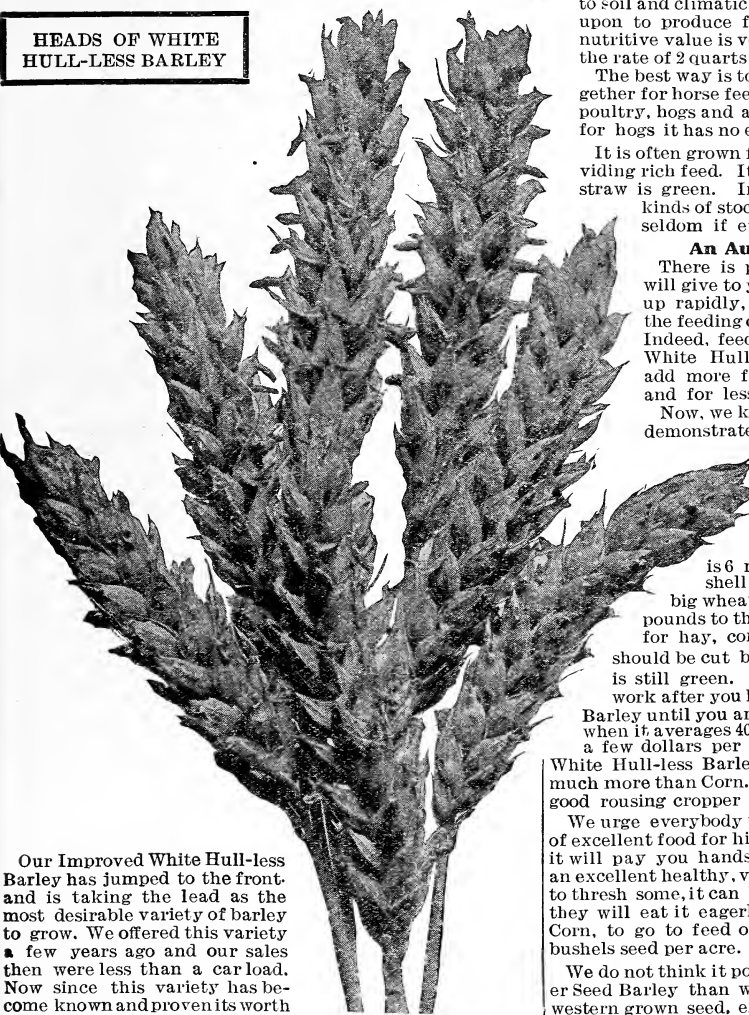 HEADS OF WHITE
HULL-LESS BARLEY
to soil and climatic
upon to produce f
nutritive value is v
the rate of 2 quarts
The best way is to
gether for horse fee
poultry, hogs and a
for hogs it has no e
It is often grown f
viding rich feed. It
straw is green. In
kinds of stoc
seldom if e
An Au
There is p
will give to y
up rapidly,
the feeding o
Indeed, feed
White Hull
add more f
and for less
Now, we k
demonstrate
is 6 r
shell
big whea
pounds to th
for hay, co
should be cut b
is still green.
work after you h
Barley until you a
when it averages 40
a few dollars per
White Hull-less Barle
much more than Corn.
good rousing cropper
We urge everybody
of excellent food for hi
it will pay you hands
an excellent healthy, v
to thresh some, it can
they will eat it eagerl
Corn, to go to feed o
bushels seed per acre.
We do not think it po
er Seed Barley than w
western grown seed, e
Our Improved White Hull-less
Barley has jumped to the front.
and is taking the lead as the
most desirable variety of barley
to grow. We offered this variety
a few years ago and our sales
then were less than a car load.
Now since this variety has be-
come known and proven its worth